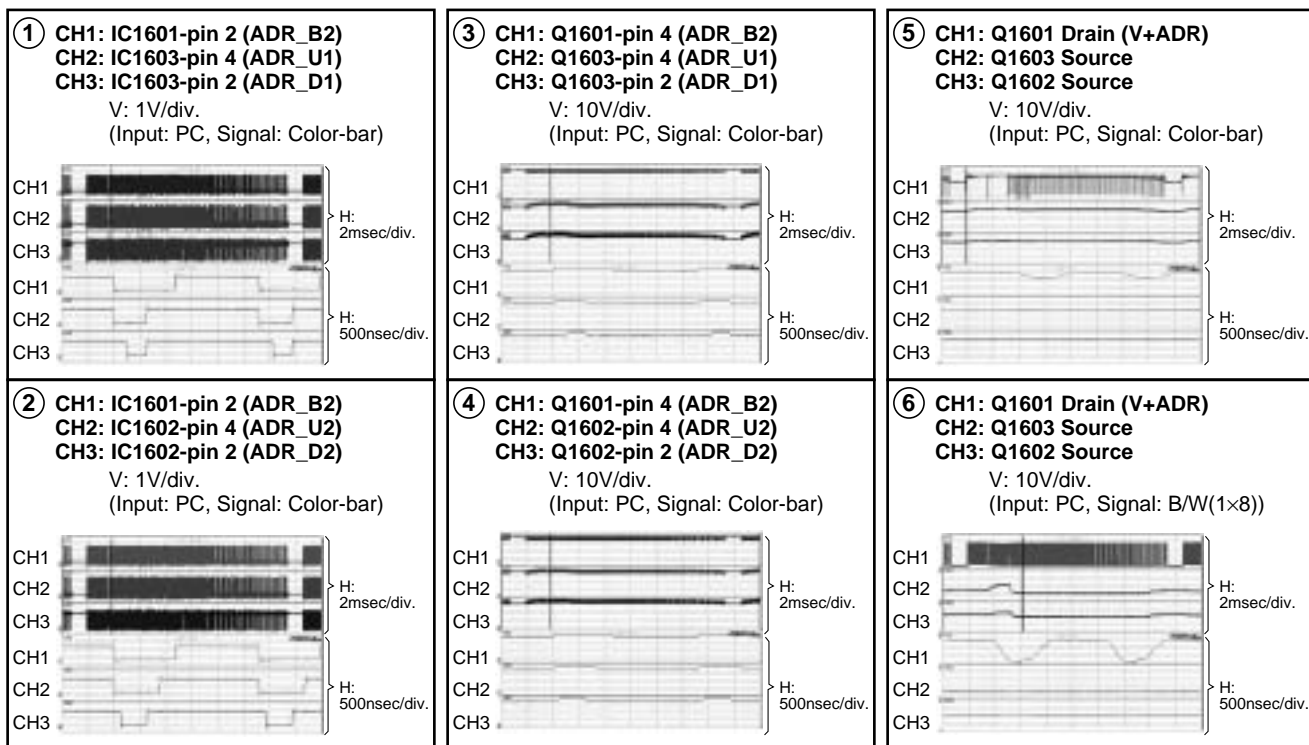 1 CH1: IC1601-pin 2 (ADR_B2)
CH2: IC1603-pin 4 (ADR_U1)
CH3: IC1603-pin 2 (ADR_D1)
V: 1V/div.
(Input: PC, Signal: Color-bar)
CH1
CH2
CH3
H:
2msec/div.
CH1
CH2
CH3
H:
500nsec/div.
3 CH1: Q1601-pin 4 (ADR_B2)
CH2: Q1603-pin 4 (ADR_U1)
CH3: Q1603-pin 2 (ADR_D1)
V: 10V/div.
(Input: PC, Signal: Color-bar)
CH1
CH2
CH3
H:
2msec/div.
CH1
CH2
CH3
H:
500nsec/div.
5 CH1: Q1601 Drain (V+ADR)
CH2: Q1603 Source
CH3: Q1602 Source
V: 10V/div.
(Input: PC, Signal: Color-bar)
CH1
CH2
CH3
H:
2msec/div.
CH1
CH2
CH3
H:
500nsec/div.
2 CH1: IC1601-pin 2 (ADR_B2)
CH2: IC1602-pin 4 (ADR_U2)
CH3: IC1602-pin 2 (ADR_D2)
V: 1V/div.
(Input: PC, Signal: Color-bar)
CH1
CH2
CH3
H:
2msec/div.
CH1
CH2
CH3
H:
500nsec/div.
4 CH1: Q1601-pin 4 (ADR_B2)
CH2: Q1602-pin 4 (ADR_U2)
CH3: Q1602-pin 2 (ADR_D2)
V: 10V/div.
(Input: PC, Signal: Color-bar)
CH1
CH2
CH3
H:
2msec/div.
CH1
CH2
CH3
H:
500nsec/div.
6 CH1: Q1601 Drain (V+ADR)
CH2: Q1603 Source
CH3: Q1602 Source
V: 10V/div.
(Input: PC, Signal: B/W(1×8))
CH1
CH2
CH3
H:
2msec/div.
CH1
CH2
CH3
H:
500nsec/div.